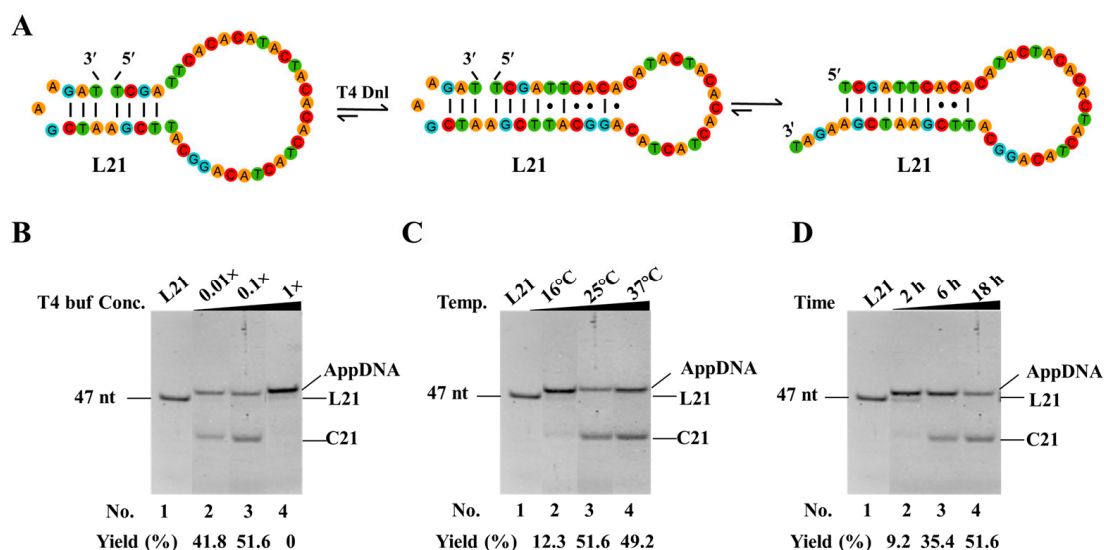 A
3′ 5′
A G A T T C G A
A
A
G C T A A G C T T
L21
T4 Dnl
3′ 5′
A G A T T C G A T T C A C A
A
G C T A A G C T T A C G G A
L21
5′
T C G A T T C A C A
3′
L21
B
T4 buf Conc. L21 0.01× 0.1× 1×
AppDNA
47 nt L21
C21
No. 1 2 3 4
Yield (%) 41.8 51.6 0
C
Temp. L21 16°C 25°C 37°C
AppDNA
47 nt L21
C21
No. 1 2 3 4
Yield (%) 12.3 51.6 49.2
D
Time L21 2 h 6 h 18 h
AppDNA
47 nt L21
C21
No. 1 2 3 4
Yield (%) 9.2 35.4 51.6